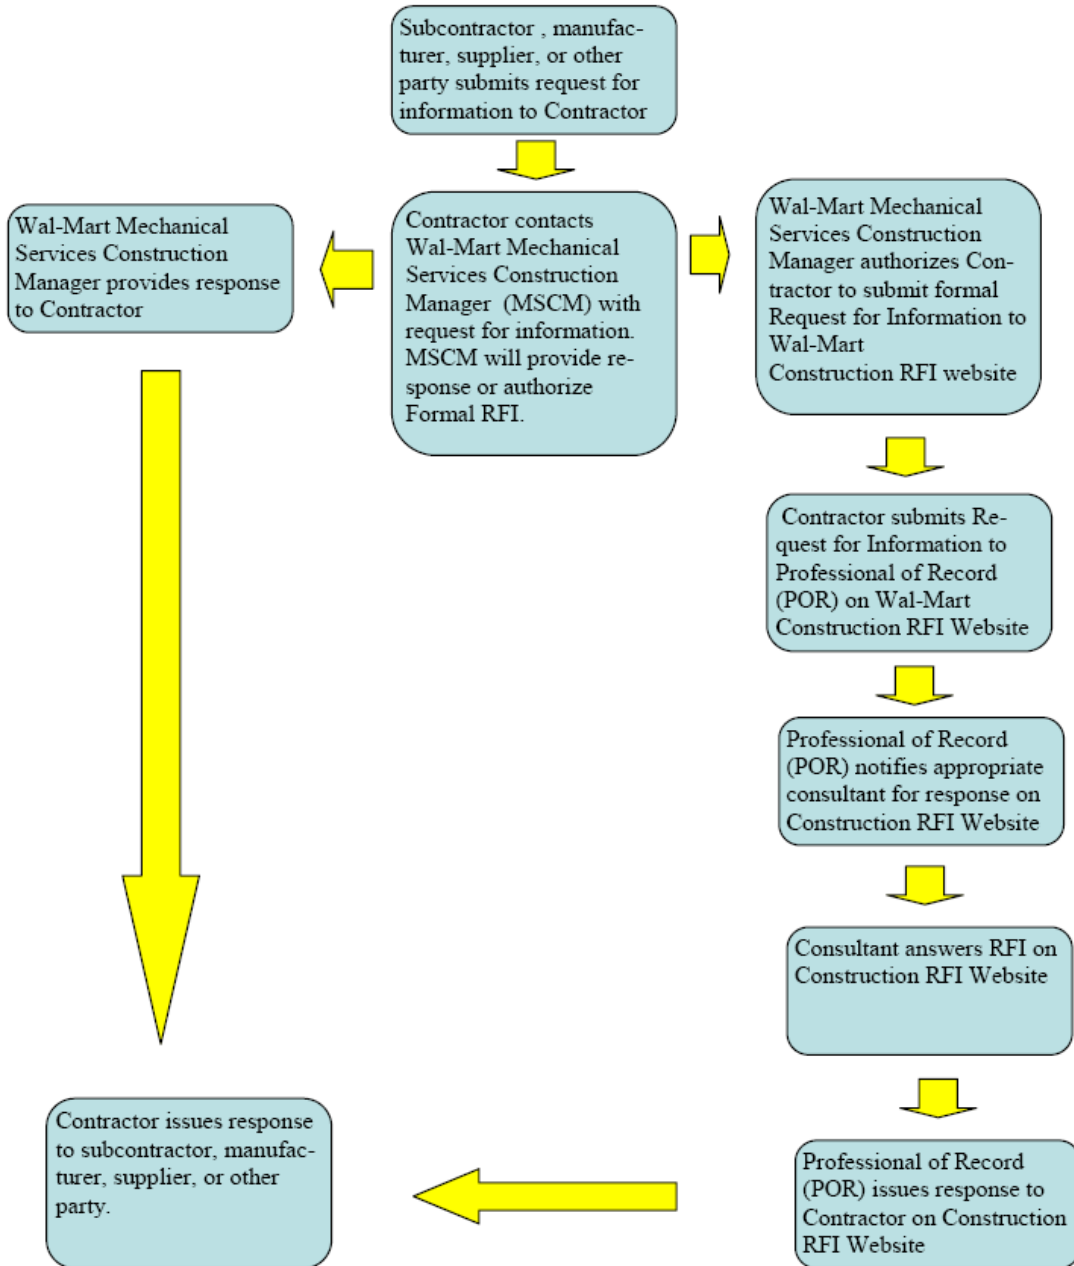 Subcontractor , manufac-
turer, supplier, or other
party submits request for
information to Contractor
Wal-Mart Mechanical
Services Construction
Manager provides response
to Contractor
Contractor contacts
Wal-Mart Mechanical
Services Construction
Manager (MSCM) with
request for information.
MSCM will provide re-
sponse or authorize
Formal RFI.
Wal-Mart Mechanical
Services Construction
Manager authorizes Con-
tractor to submit formal
Request for Information to
Wal-Mart
Construction RFI website
Contractor submits Re-
quest for Information to
Professional of Record
(POR) on Wal-Mart
Construction RFI Website
Professional of Record
(POR) notifies appropriate
consultant for response on
Construction RFI Website
Consultant answers RFI on
Construction RFI Website
Professional of Record
(POR) issues response to
Contractor on Construction
RFI Website
Contractor issues response
to subcontractor, manufac-
turer, supplier, or other
party.